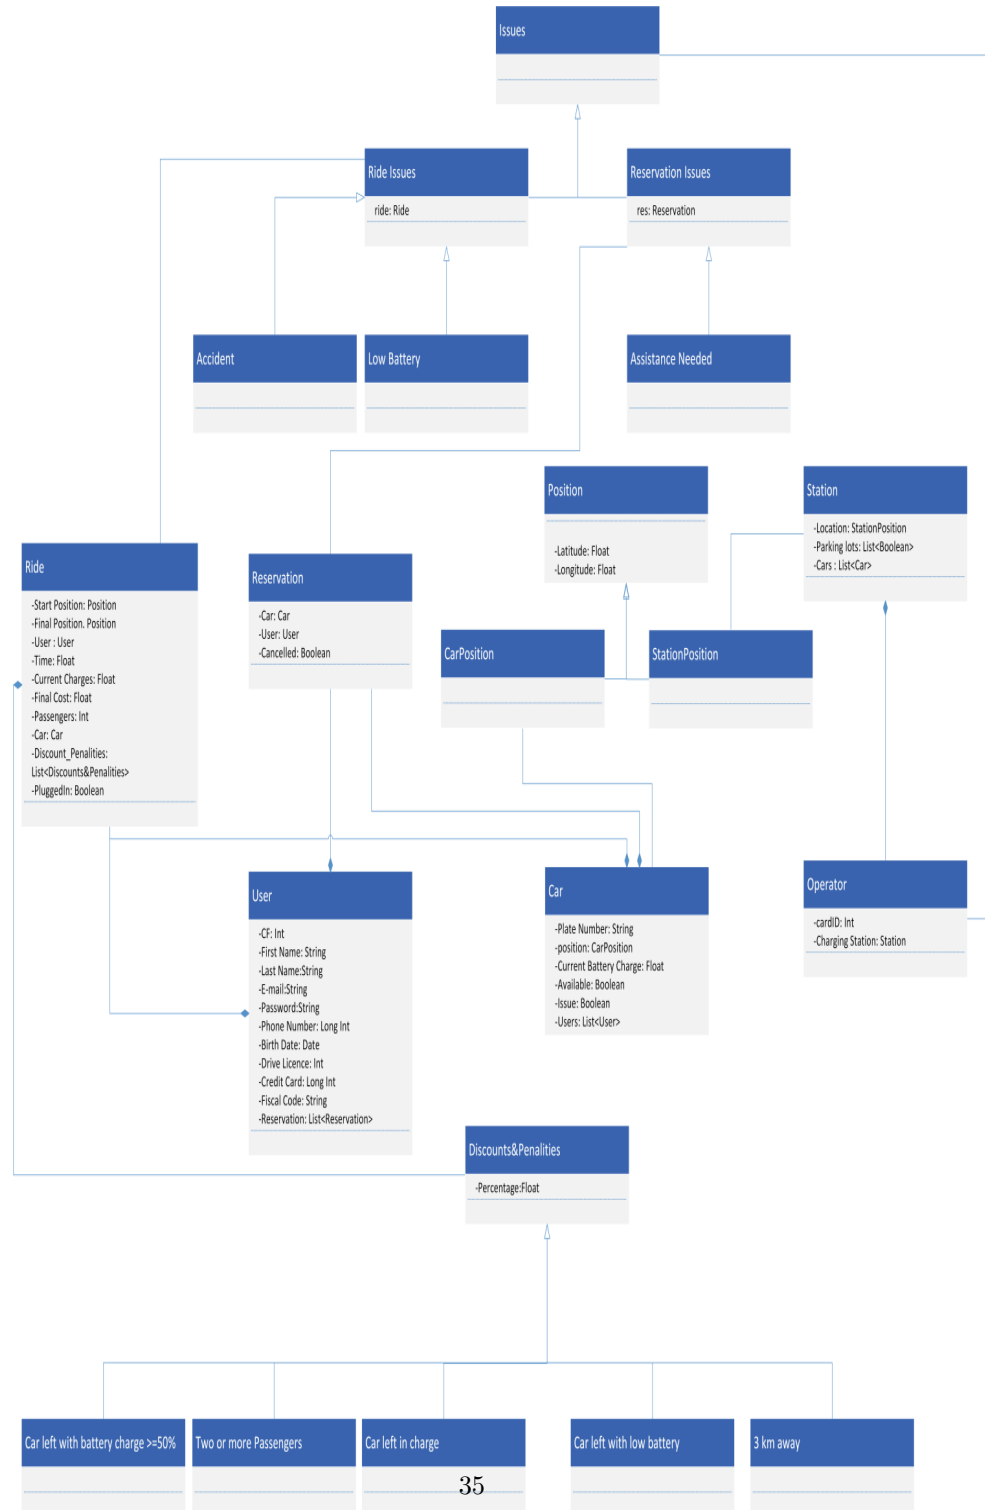 Issues
Ride Issues
ride: Ride
Reservation Issues
res: Reservation
Accident
Low Battery
Assistance Needed
Position
-Latitude: Float
-Longitude: Float
Station
-Location: StationPosition
-Parking lots: List<Boolean>
-Cars : List<Car>
Ride
-Start Position: Position
-Final Position. Position
-User : User
-Time: Float
-Current Charges: Float
-Final Cost: Float
-Passengers: Int
-Car: Car
-Discount_Penalities:
List<Discounts&Penalities>
-PluggedIn: Boolean
Reservation
-Car: Car
-User: User
-Cancelled: Boolean
CarPosition
StationPosition
User
-CF: Int
-First Name: String
-Last Name:String
-E-mail:String
-Password:String
-Phone Number: Long Int
-Birth Date: Date
-Drive Licence: Int
-Credit Card: Long Int
-Fiscal Code: String
-Reservation: List<Reservation>
Car
-Plate Number: String
-position: CarPosition
-Current Battery Charge: Float
-Available: Boolean
-Issue: Boolean
-Users: List<User>
Operator
-cardID: Int
-Charging Station: Station
Discounts&Penalities
-Percentage:Float
Car left with battery charge >=50%
Two or more Passengers
Car left in charge
Car left with low battery
3 km away
35